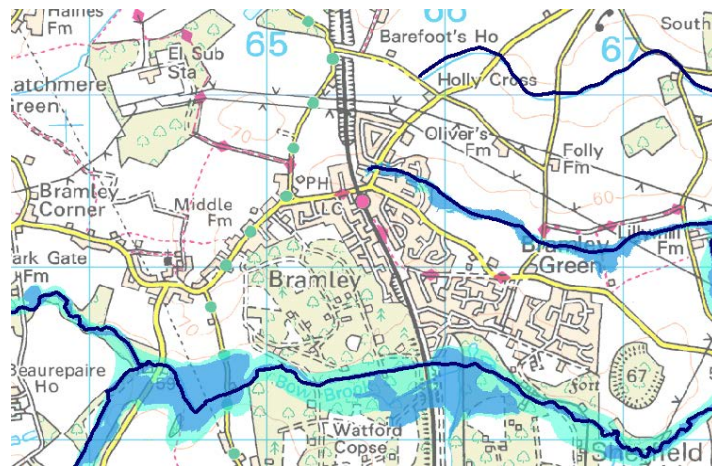 Haines
Fm
65
66
67
South
Barefoot's Ho
El Sub
Sta
Holly Cross
atchmere
Green
70
Oliver's
Fm
Folly
Fm
PH
LC
60
Bramley
Corner
Middle
Fm
Fm
Bramley
Green
ark Gate
Fm
Bramley
Beaurepaire
Ho
59
Bow Brook
Fort
67
Watford
Copse